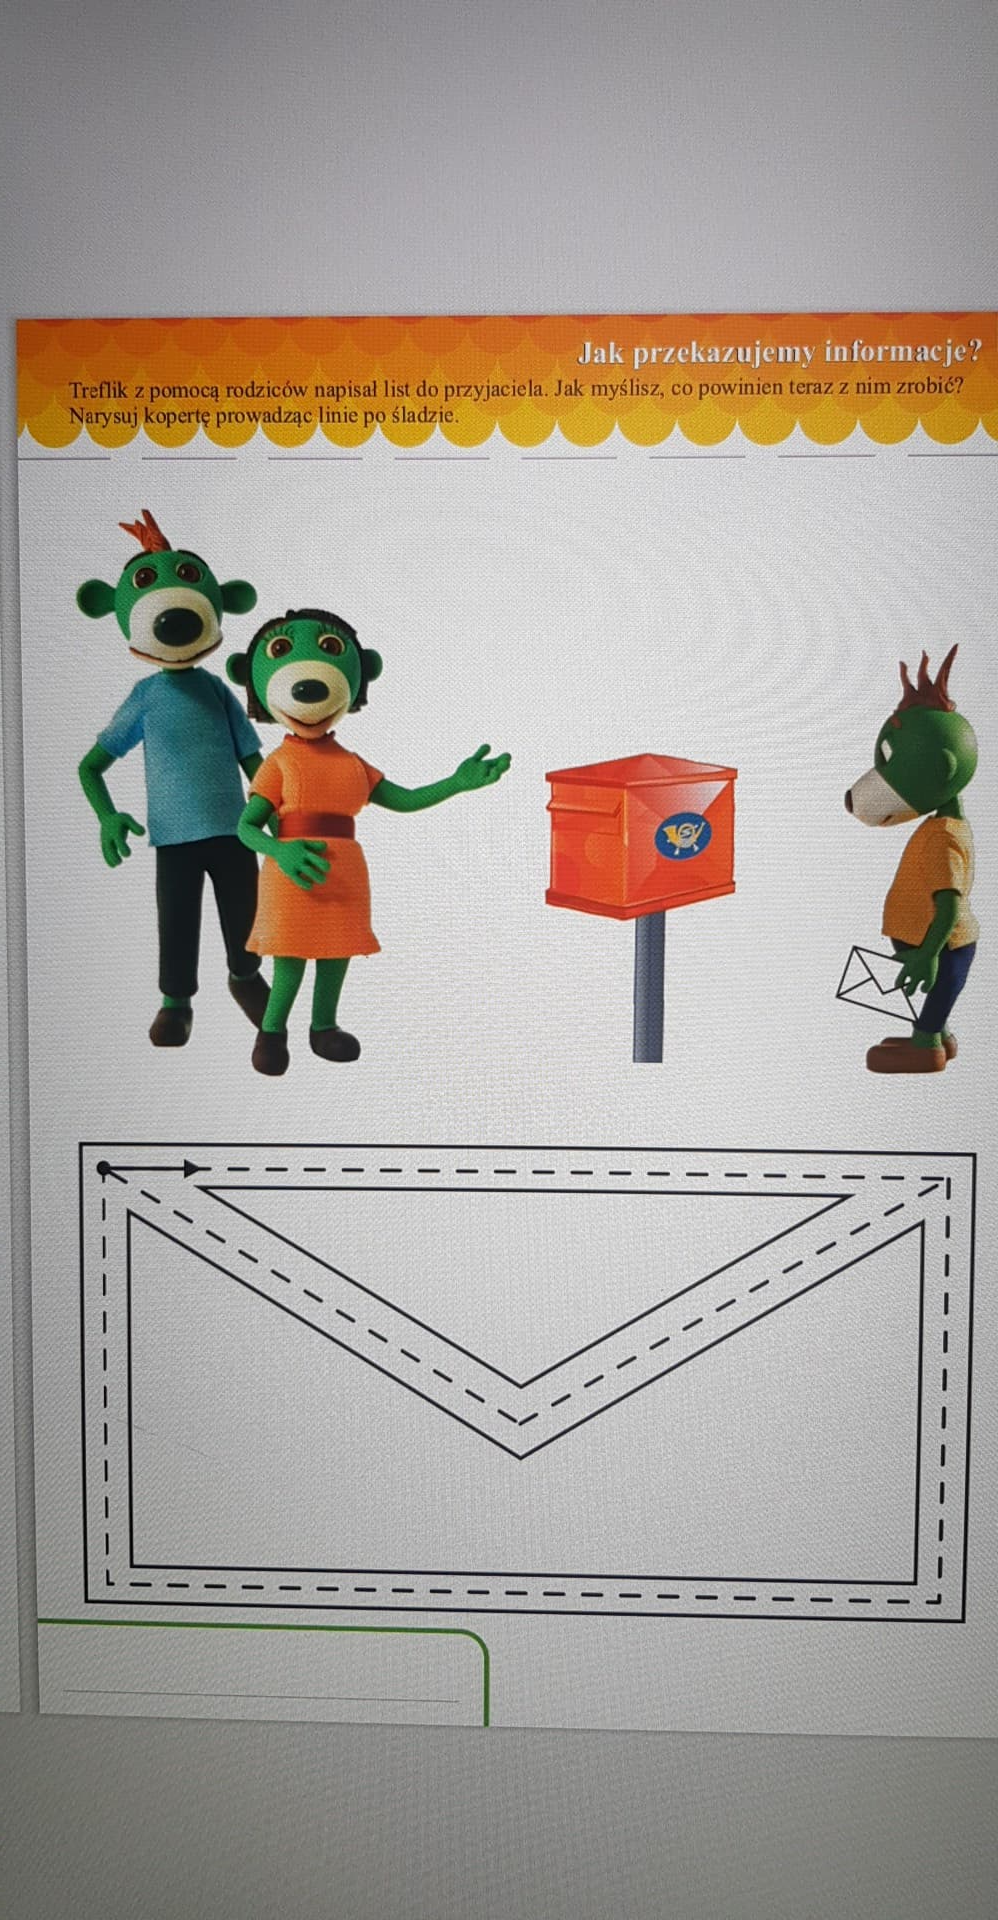 Jak przekazujemy informacje?
Treflik z pomocą rodziców napisał list do przyjaciela. Jak myślisz, co powinien teraz z nim zrobić?
Narysuj kopertę prowadząc linie po śladzie.